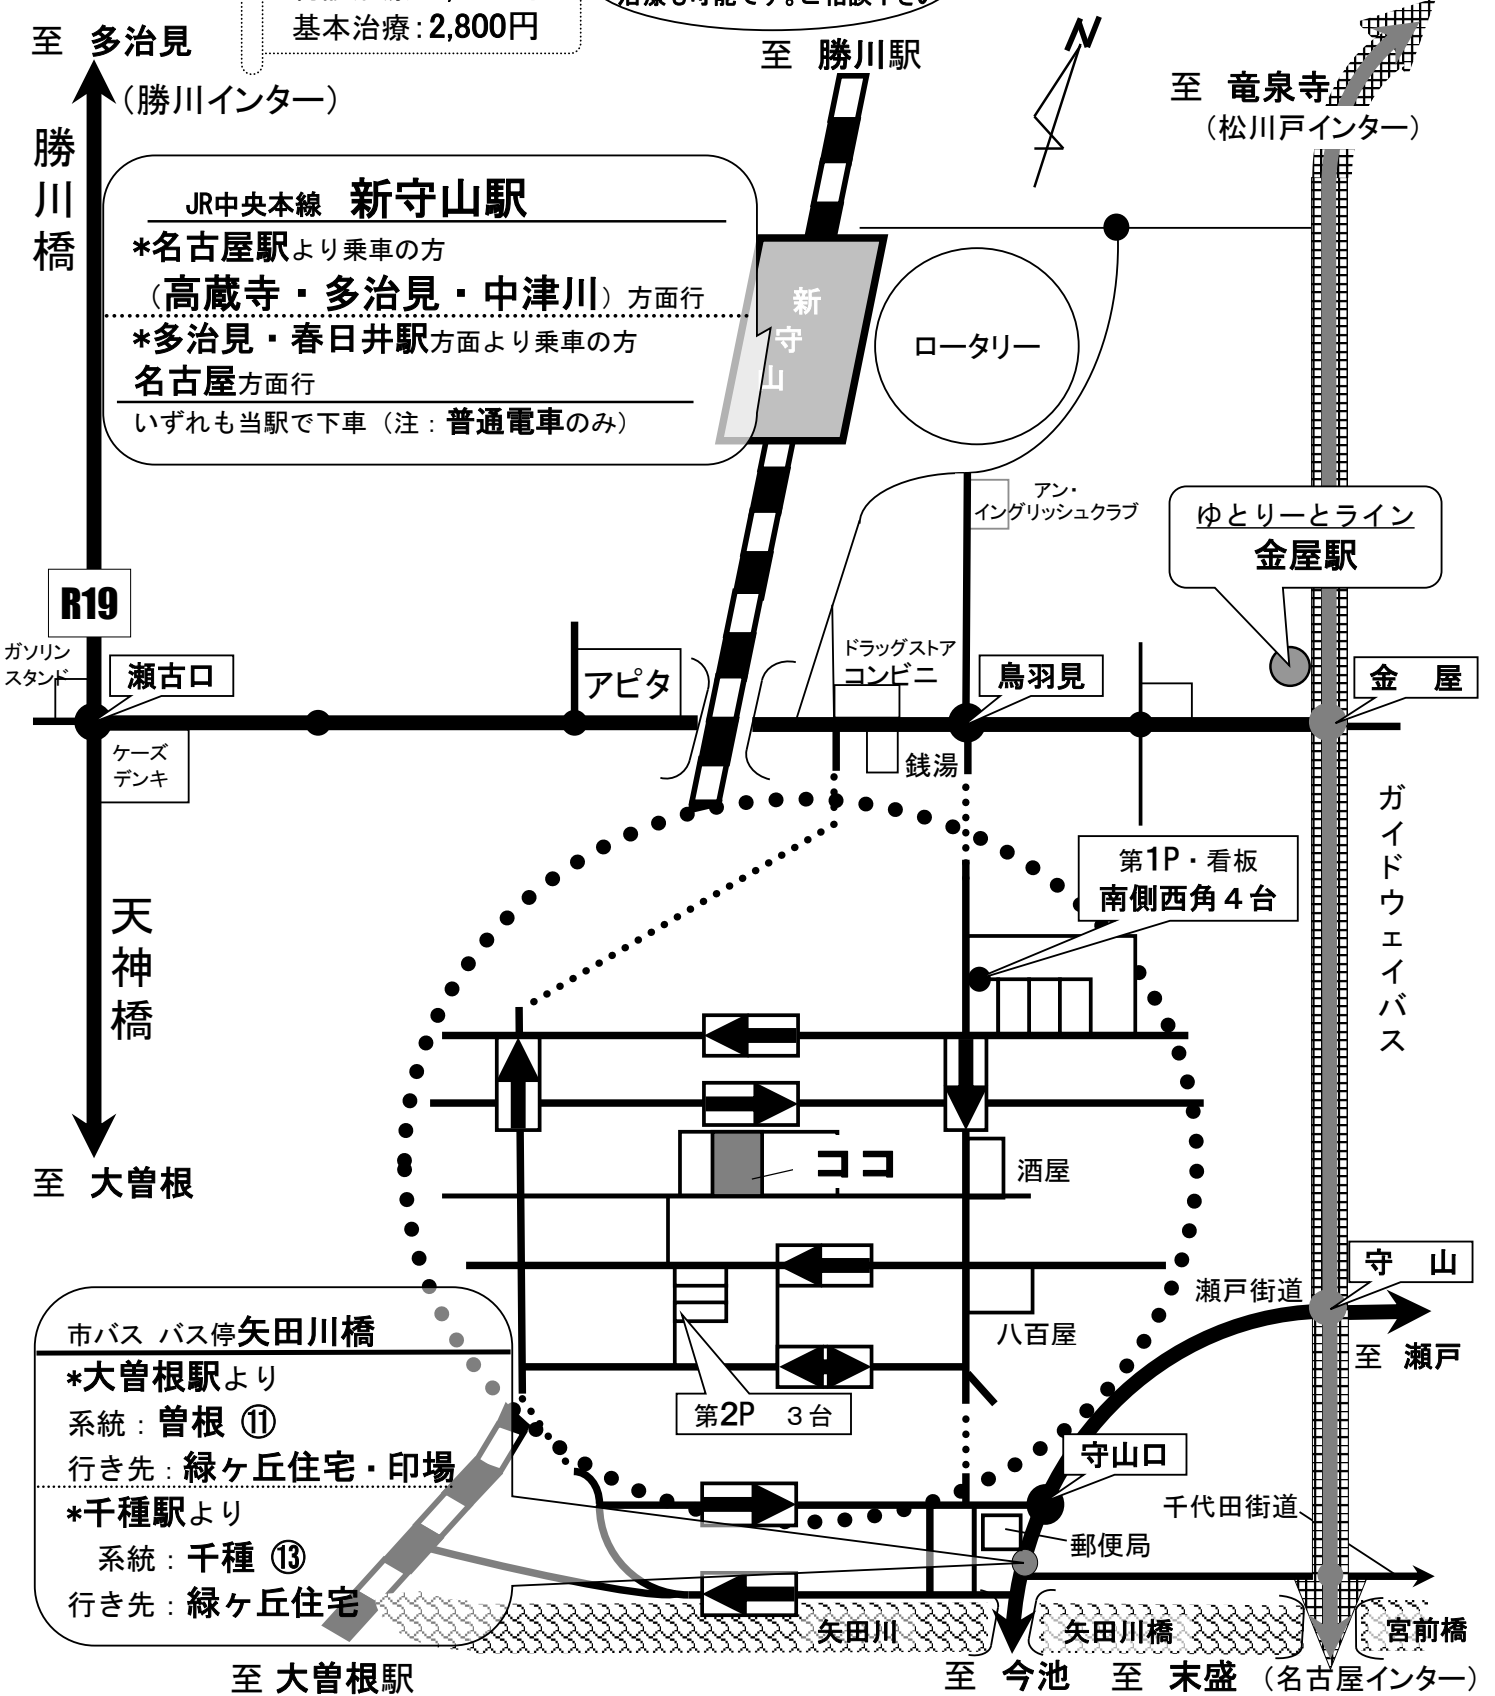 基本治療：2,800円
治療も可能です。ご相談下さい
至 多治見
（勝川インター）
勝川橋
至 勝川駅
N
至 竜泉寺
（松川戸インター）
JR中央本線 新守山駅
*名古屋駅より乗車の方
（高蔵寺・多治見・中津川）方面行
*多治見・春日井駅方面より乗車の方
名古屋方面行
いずれも当駅で下車（注：普通電車のみ）
新守山
ロータリー
アン・
イングリッシュクラブ
ゆとりーとライン
金屋駅
R19
ガソリン
スタンド
瀬古口
アピタ
ドラッグストア
コンビニ
鳥羽見
金 屋
ケーズ
デンキ
銭湯
ガイドウェイバス
天神橋
第1P・看板
南側西角４台
至 大曽根
ココ
酒屋
守 山
瀬戸街道
八百屋
至 瀬戸
第2P ３台
市バス バス停矢田川橋
*大曽根駅より
系統：曽根 ⑪
行き先：緑ヶ丘住宅・印場
*千種駅より
系統：千種 ⑬
行き先：緑ヶ丘住宅
守山口
千代田街道
郵便局
矢田川
矢田川橋
宮前橋
至 大曽根駅
至 今池
至 末盛（名古屋インター）